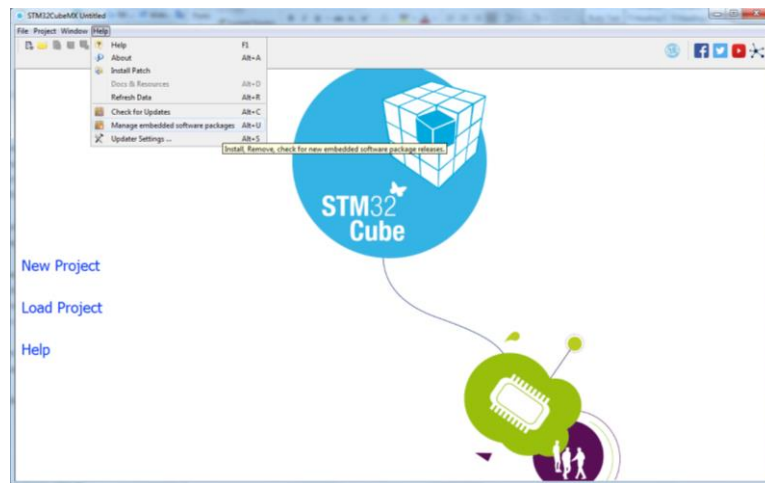 STM32CubeMX Untitled
File Project Window Help
Help F1
About Alt+A
Install Patch
Docs & Resources Alt+D
Refresh Data Alt+R
Check for Updates Alt+C
Manage embedded software packages Alt+U
Updater Settings ... Alt+S
Install, Remove, check for new embedded software package releases.
STM32
Cube
New Project
Load Project
Help